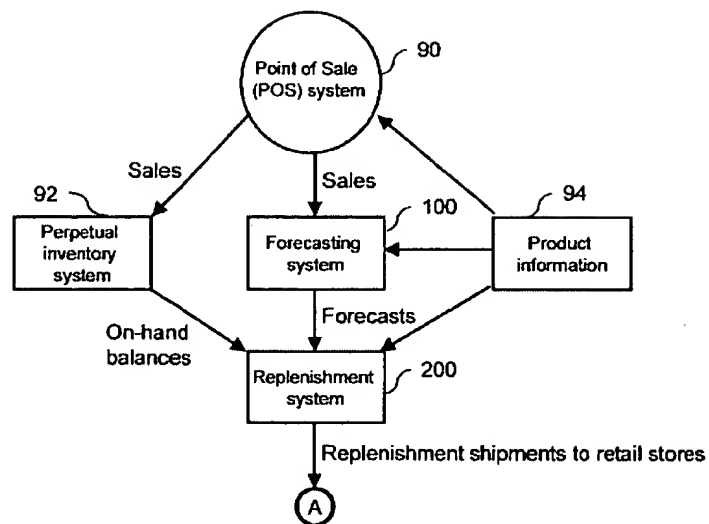 90
Point of Sale
(POS) system
Sales
Sales
92
100
94
Perpetual
inventory
system
Forecasting
system
Product
information
On-hand
balances
Forecasts
200
Replenishment
system
Replenishment shipments to retail stores
A